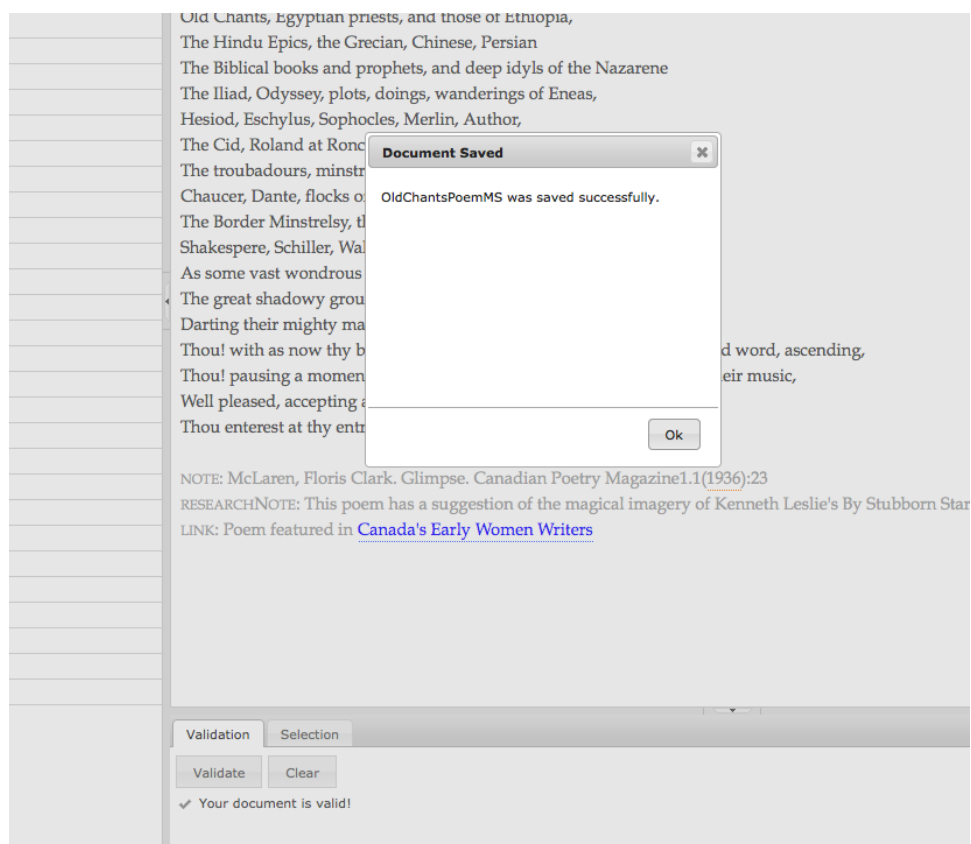 Old Chants, Egyptian priests, and those of Ethiopia,
The Hindu Epics, the Grecian, Chinese, Persian
The Biblical books and prophets, and deep idyls of the Nazarene
The Iliad, Odyssey, plots, doings, wanderings of Eneas,
Hesiod, Eschylus, Sophocles, Merlin, Author,
The Cid, Roland at Ronc
The troubadours, minstr
Chaucer, Dante, flocks o
The Border Minstrelsy, t
Shakespere, Schiller, Wal
As some vast wondrous
The great shadowy grou
Darting their mighty ma
Thou! with as now thy b d word, ascending,
Thou! pausing a momen eir music,
Well pleased, accepting a
Thou enterest at thy entr
Document Saved
OldChantsPoemMS was saved successfully.
Ok
NOTE: McLaren, Floris Clark. Glimpse. Canadian Poetry Magazine1.1(1936):23
RESEARCHNOTE: This poem has a suggestion of the magical imagery of Kenneth Leslie's By Stubborn Star
LINK: Poem featured in Canada's Early Women Writers
Validation Selection
Validate Clear
Your document is valid!